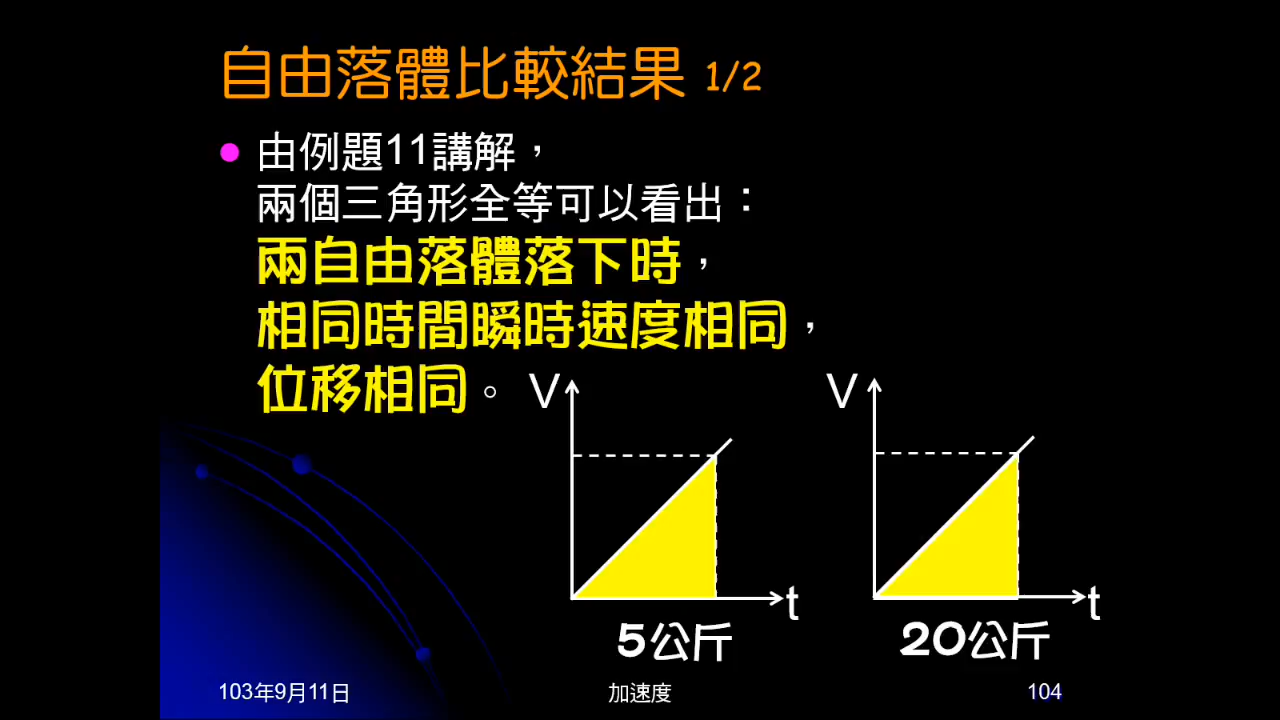 自由落體比較結果 1/2
由例題11講解，
兩個三角形全等可以看出：
兩自由落體落下時，
相同時間瞬時速度相同，
位移相同。
V
V
t
t
5公斤
20公斤
103年9月11日
加速度
104